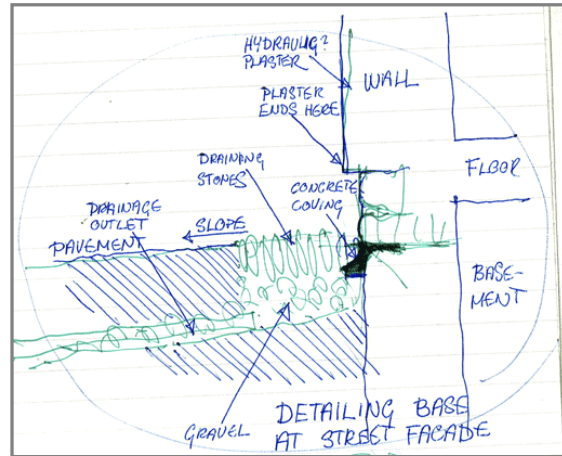 HYDRAULIG?
PLASTER
WALL
PLASTER
ENDS HERE
FLOOR
DRAINING
STONES
CONCRETE
COVING
DRAINAGE
OUTLET
SLOPE
PAVEMENT
BASE-
MENT
GRAVEL
DETAILING BASE
AT STREET FACADE